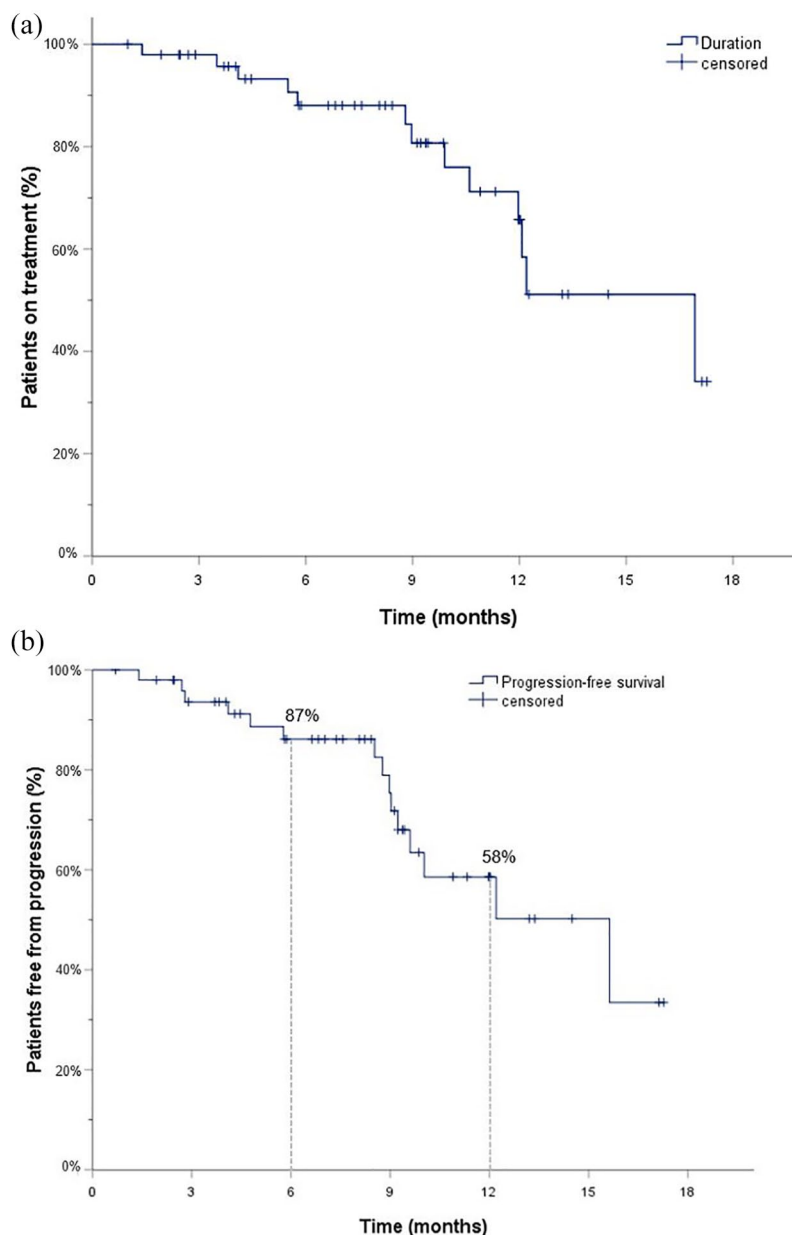 (a)
Duration
censored
Patients on treatment (%)
100%
80%
60%
40%
20%
0%
0 3 6 9 12 15 18
Time (months)
(b)
Progression-free survival
censored
Patients free from progression (%)
100%
80%
60%
40%
20%
0%
87%
58%
0 3 6 9 12 15 18
Time (months)